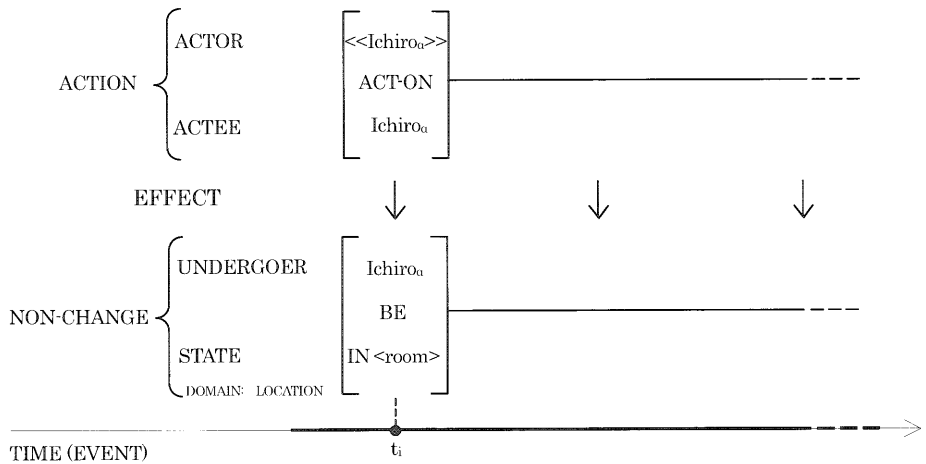 ACTION
ACTOR
ACTEE
<<Ichiroα>>
ACT-ON
Ichiroα
EFFECT
NON-CHANGE
UNDERGOER
STATE
DOMAIN: LOCATION
Ichiroα
BE
IN <room>
TIME (EVENT)
ti